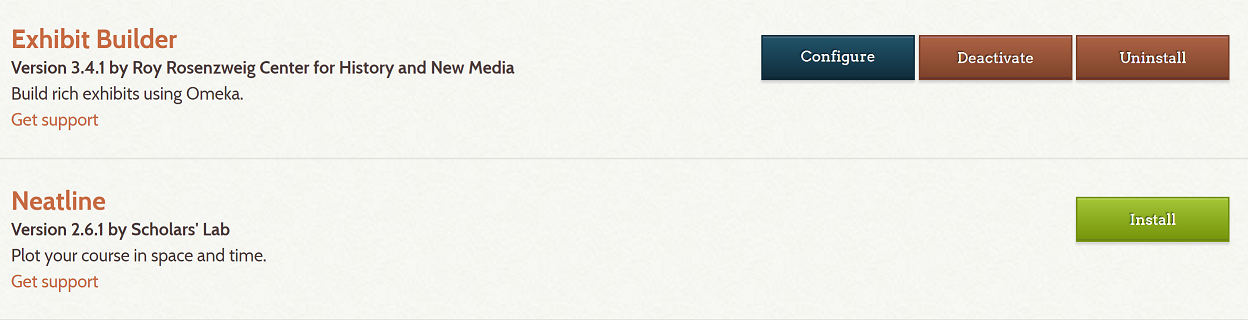 Exhibit Builder
Version 3.4.1 by Roy Rosenzweig Center for History and New Media
Build rich exhibits using Omeka.
Get support
Configure
Deactivate
Uninstall
Neatline
Version 2.6.1 by Scholars' Lab
Plot your course in space and time.
Get support
Install